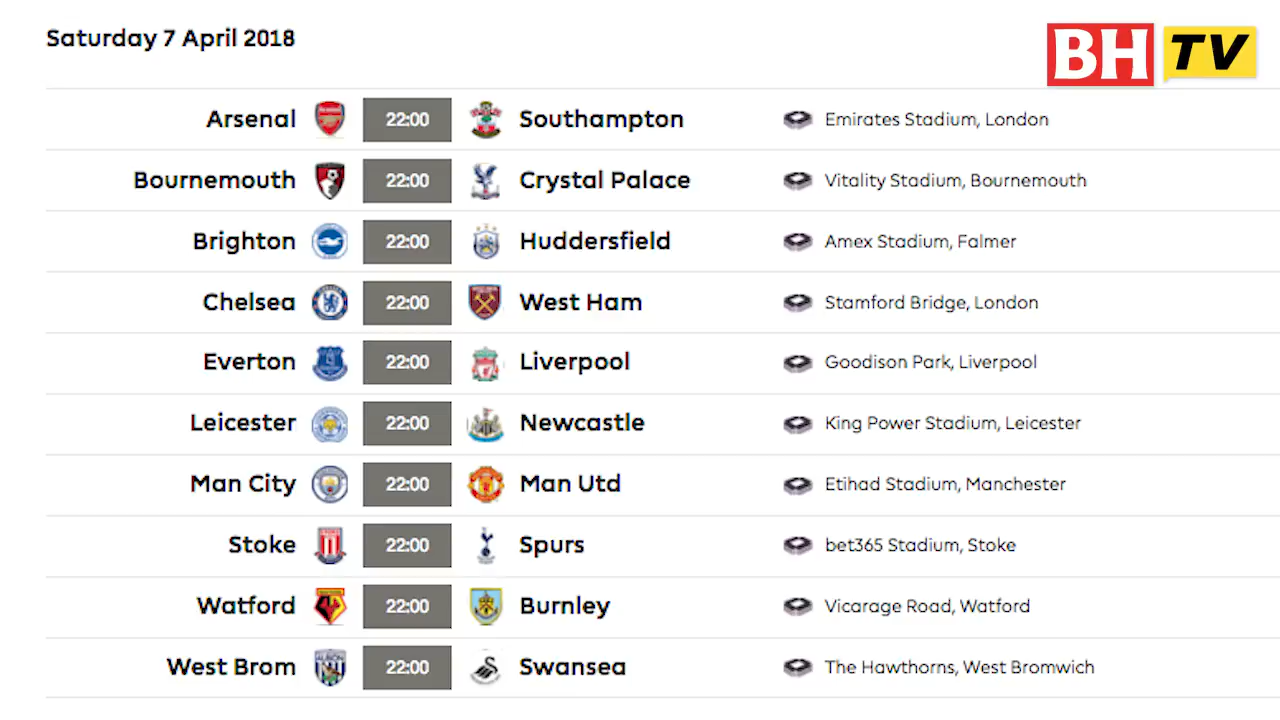 Saturday 7 April 2018
BH TV
Arsenal 22:00 Southampton Emirates Stadium, London
Bournemouth 22:00 Crystal Palace Vitality Stadium, Bournemouth
Brighton 22:00 Huddersfield Amex Stadium, Falmer
Chelsea 22:00 West Ham Stamford Bridge, London
Everton 22:00 Liverpool Goodison Park, Liverpool
Leicester 22:00 Newcastle King Power Stadium, Leicester
Man City 22:00 Man Utd Etihad Stadium, Manchester
Stoke 22:00 Spurs bet365 Stadium, Stoke
Watford 22:00 Burnley Vicarage Road, Watford
West Brom 22:00 Swansea The Hawthorns, West Bromwich